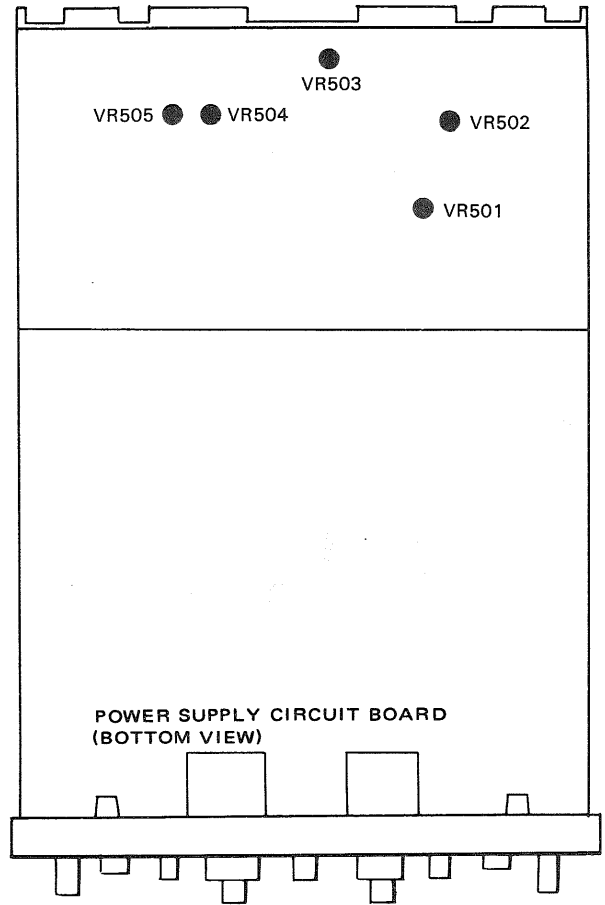 VR503
VR505
VR504
VR502
VR501
POWER SUPPLY CIRCUIT BOARD
(BOTTOM VIEW)